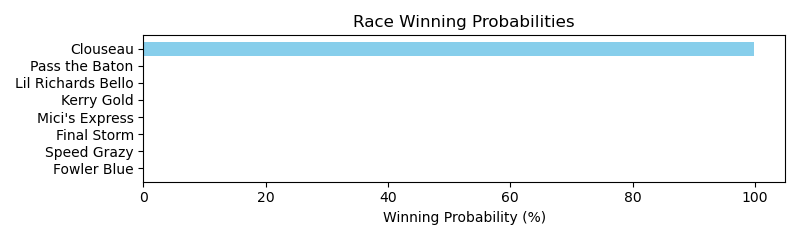 Race Winning Probabilities
Clouseau
Pass the Baton
Lil Richards Bello
Kerry Gold
Mici's Express
Final Storm
Speed Grazy
Fowler Blue
0 20 40 60 80 100
Winning Probability (%)